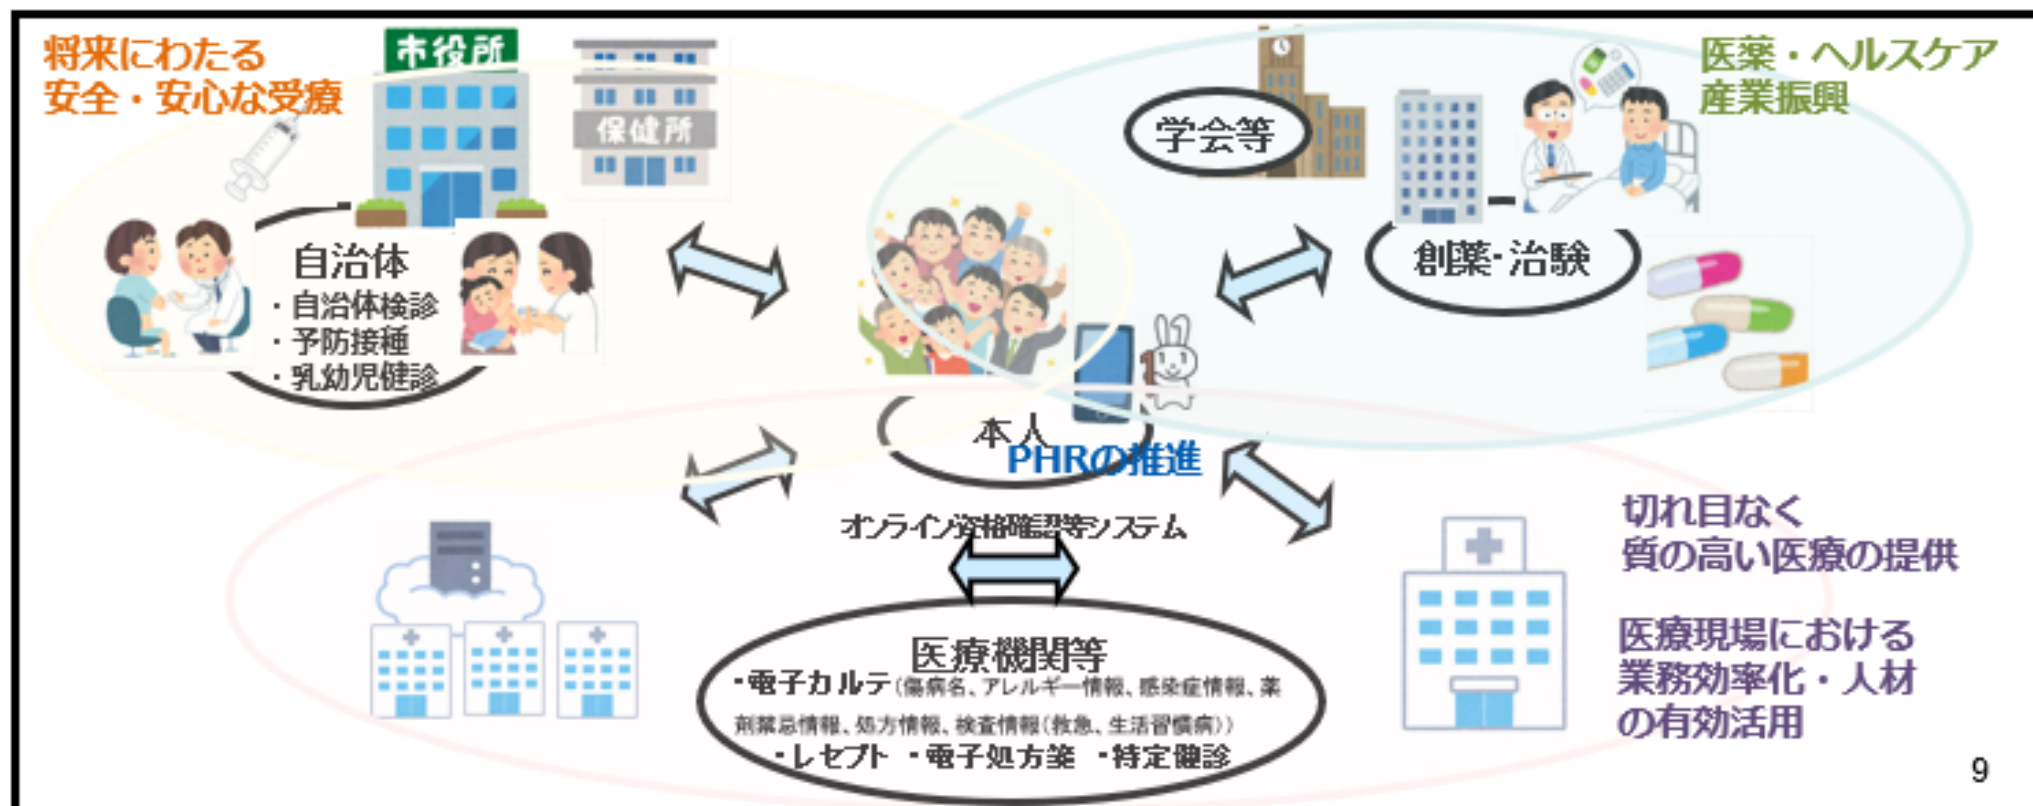 将来にわたる
安全・安心な受療
市役所
保健所
学会等
医薬・ヘルスケア
産業振興
自治体
・自治体検診
・予防接種
・乳幼児健診
創薬・治験
本人
PHRの推進
オンライン資格確認等システム
切れ目なく
質の高い医療の提供
医療機関等
・電子カルテ(傷病名、アレルギー情報、感染症情報、薬
剤禁忌情報、処方情報、検査情報(救急、生活習慣病))
・レセプト ・電子処方箋 ・特定健診
医療現場における
業務効率化・人材
の有効活用
9